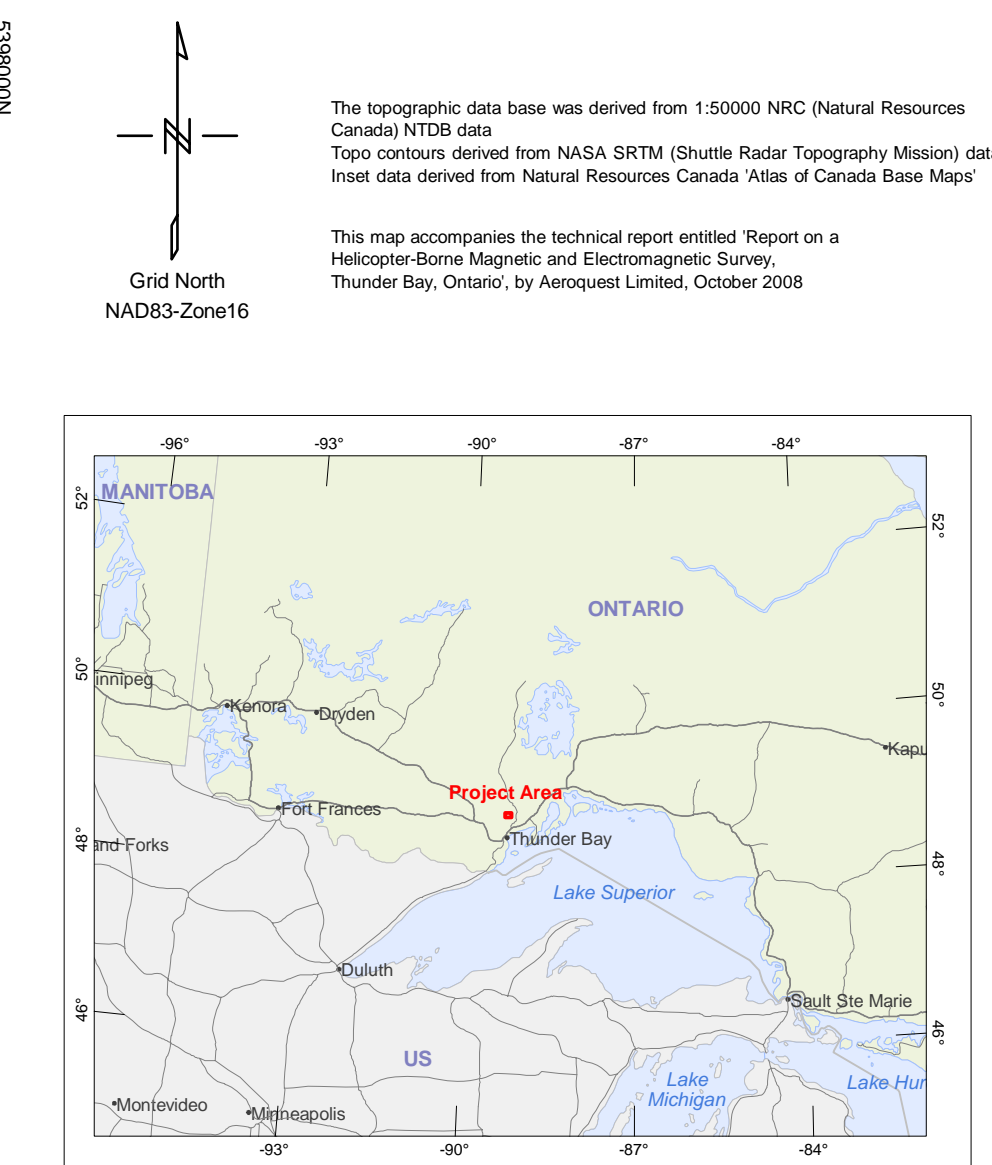 5398000N
The topographic data base was derived from 1:50000 NRC (Natural Resources
Canada) NTDB data
Topo contours derived from NASA SRTM (Shuttle Radar Topography Mission) data
Inset data derived from Natural Resources Canada 'Atlas of Canada Base Maps'
This map accompanies the technical report entitled 'Report on a
Helicopter-Borne Magnetic and Electromagnetic Survey,
Thunder Bay, Ontario', by Aeroquest Limited, October 2008
N
Grid North
NAD83-Zone16
-96° -93° -90° -87° -84°
52° MANITOBA 52°
ONTARIO
50° innipeg 50°
Kenora Dryden
Kapu
Project Area
Fort Frances
Thunder Bay
48° and Forks 48°
Lake Superior
Duluth
Sault Ste Marie
46° 46°
US
Lake
Michigan
Lake Hur
Montevideo
Minneapolis
-93° -90° -87° -84°